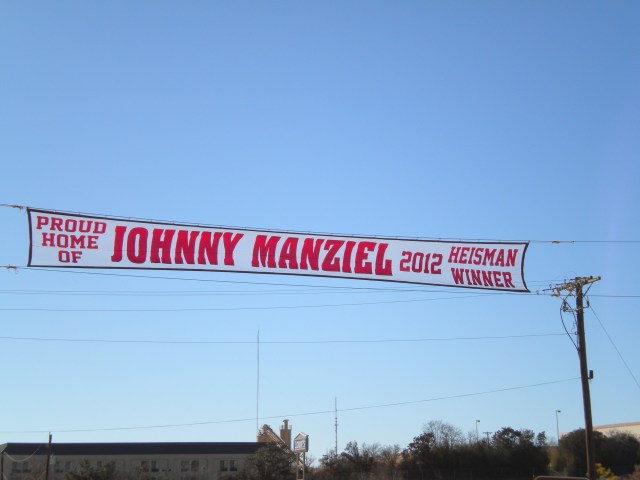 PROUD
HOME
OF
JOHNNY MANZIEL 2012
HEISMAN
WINNER